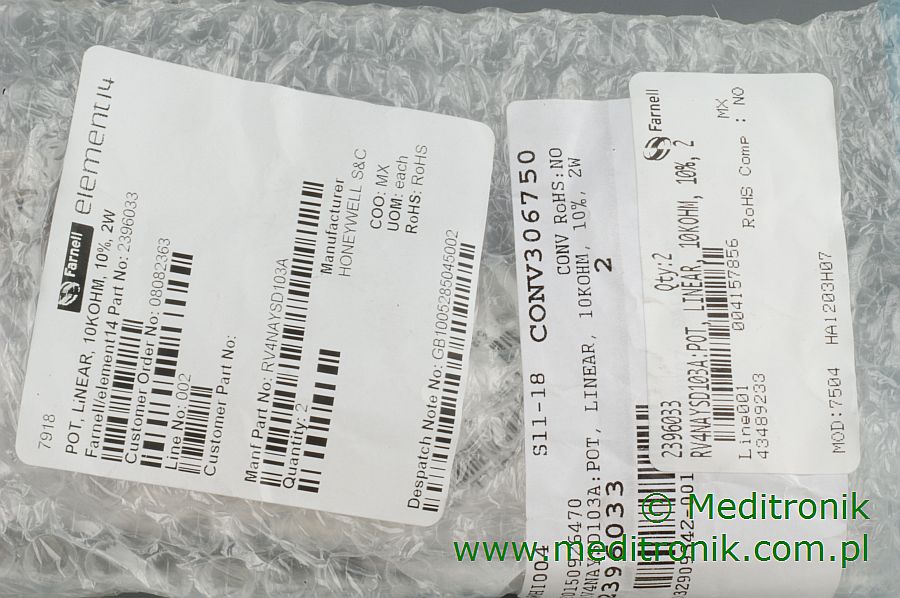 7918
Farnell element14
POT, LINEAR, 10KOHM, 10%, 2W
Farnell/element14 Part No: 2396033
Customer Order No: 08082363
Line No: 002
Customer Part No:
Manf Part No: RV4NAYSD103A
Quantity: 2
Manufacturer
HONEYWELL S&C
COO: MX
UOM: each
RoHS: RoHS
Despatch Note No: GB1005285045002
S11-18 CONV306750
CONV RoHS:NO
POT, LINEAR, 10KOHM, 10%, 2W
2396033 2
Farnell
2396033 Qty:2
RV4NAYSD103A:POT, LINEAR, 10KOHM, 10%, 2
Line001 004157856 MX
43489233 RoHS Comp : NO
MOD:7504 HA1203H07
© Meditronik
www.meditronik.com.pl